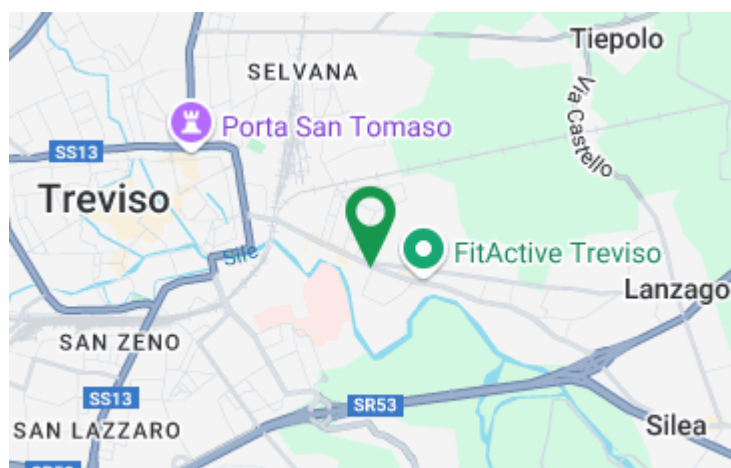 Tiepolo
SELVANA
Via Castello
Porta San Tomaso
SS13
Treviso
Sile
FitActive Treviso
Lanzago
SAN ZENO
SS13
SR53
Silea
SAN LAZZARO